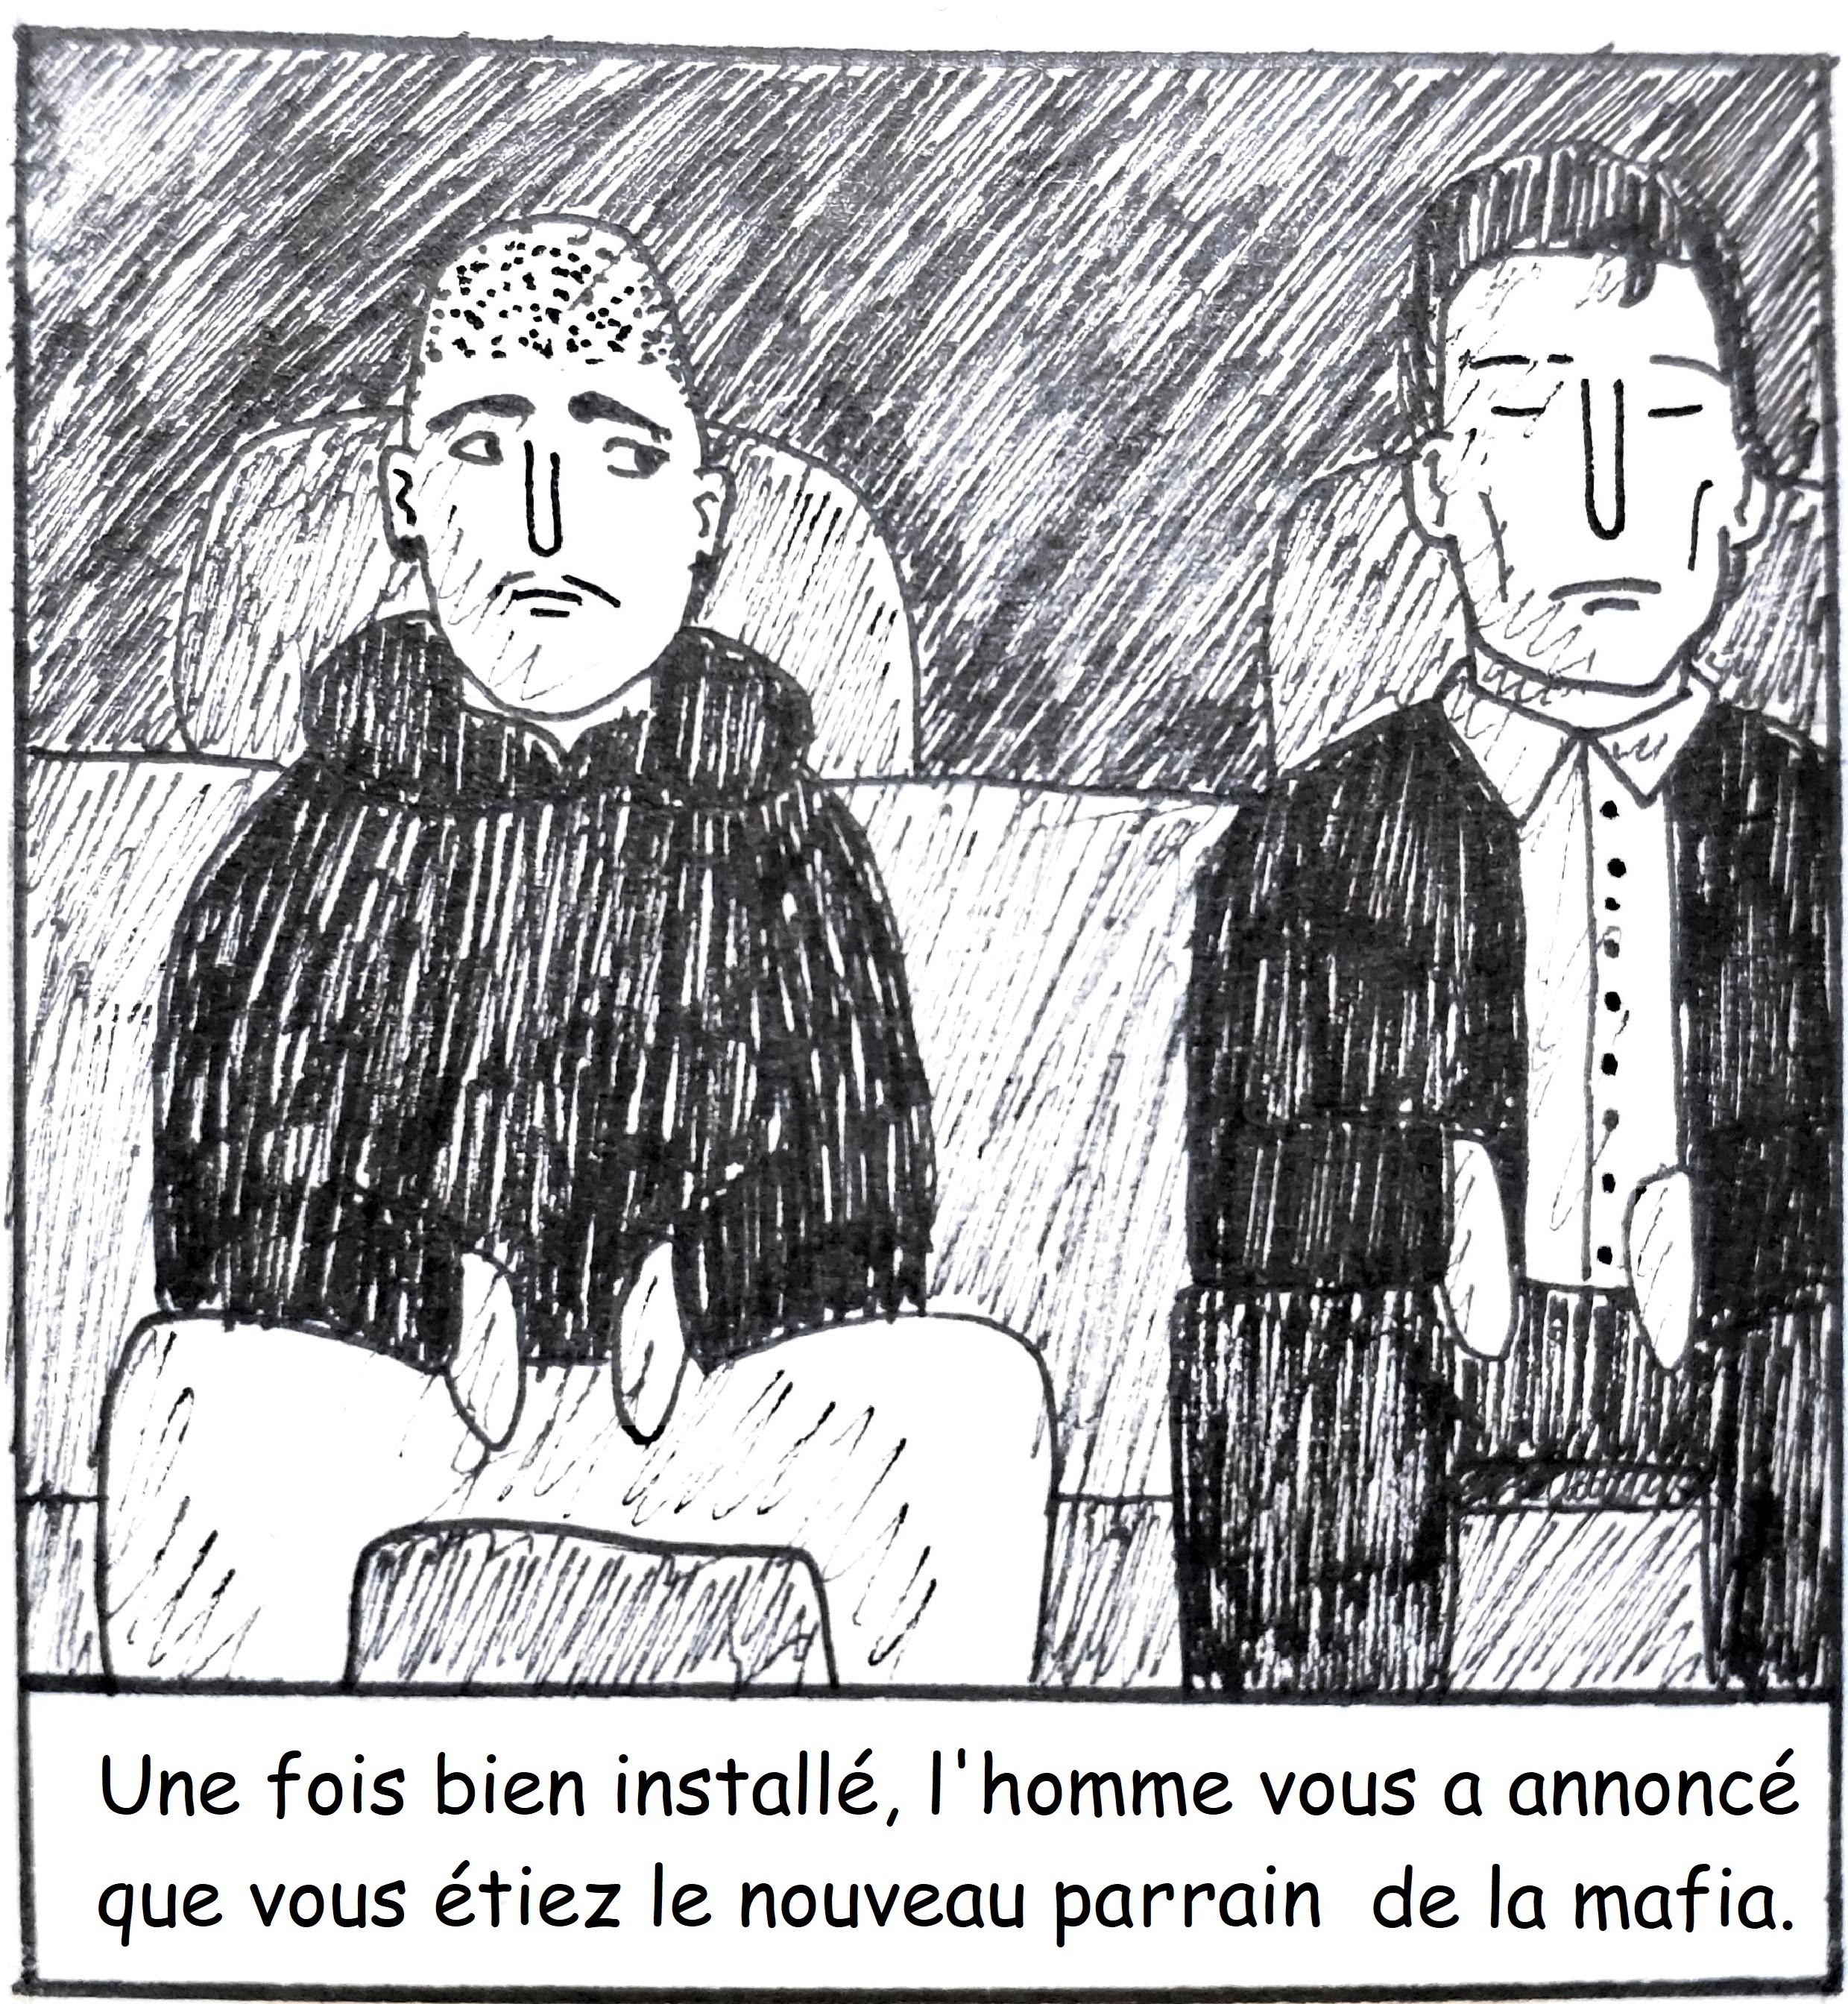 Une fois bien installé, l'homme vous a annoncé
que vous étiez le nouveau parrain  de la mafia.